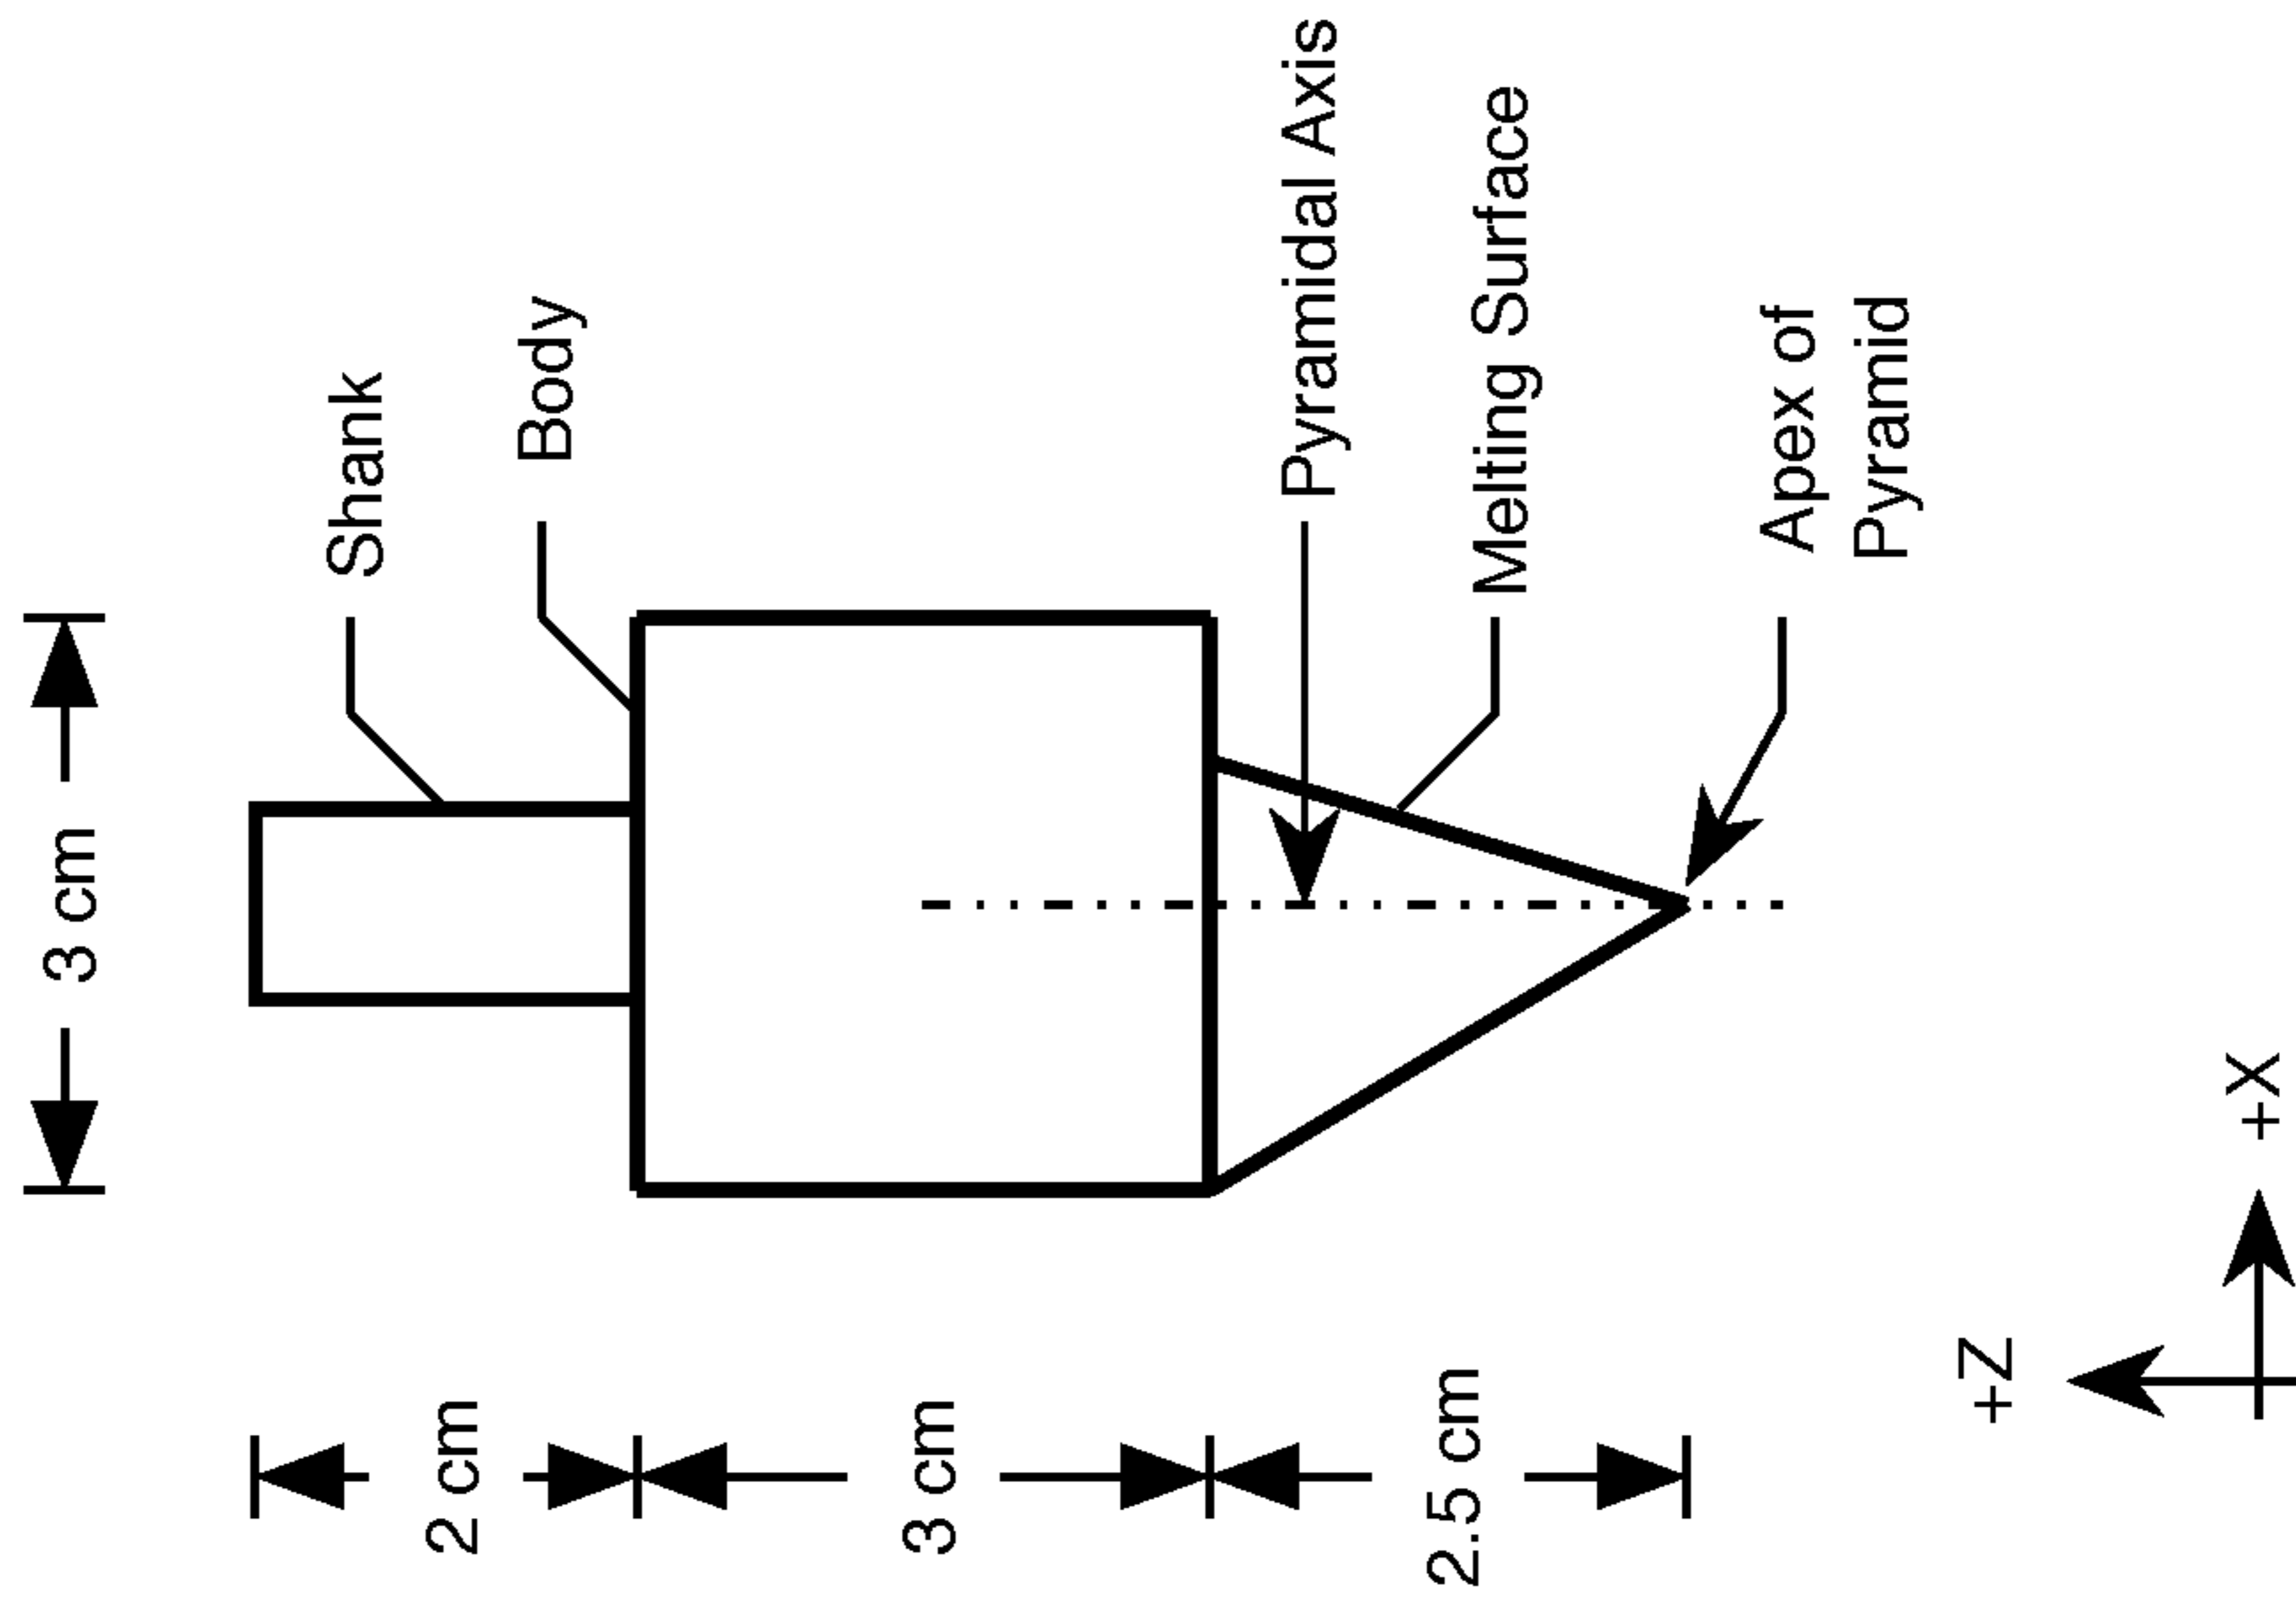 3 cm
Shank
Body
Pyramidal Axis
Melting Surface
Apex of
Pyramid
2 cm
3 cm
2.5 cm
+Z
+X